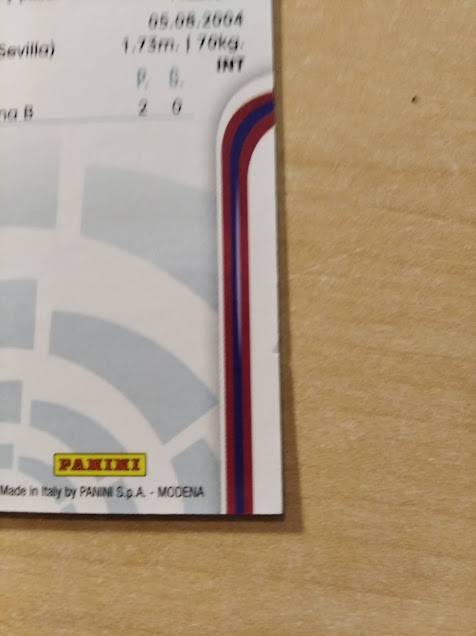 05.08.2004
Sevilla) 1.73m. | 70kg.
INT
P. G.
na B 2 0
PANINI
Made in Italy by PANINI S.p.A. - MODENA